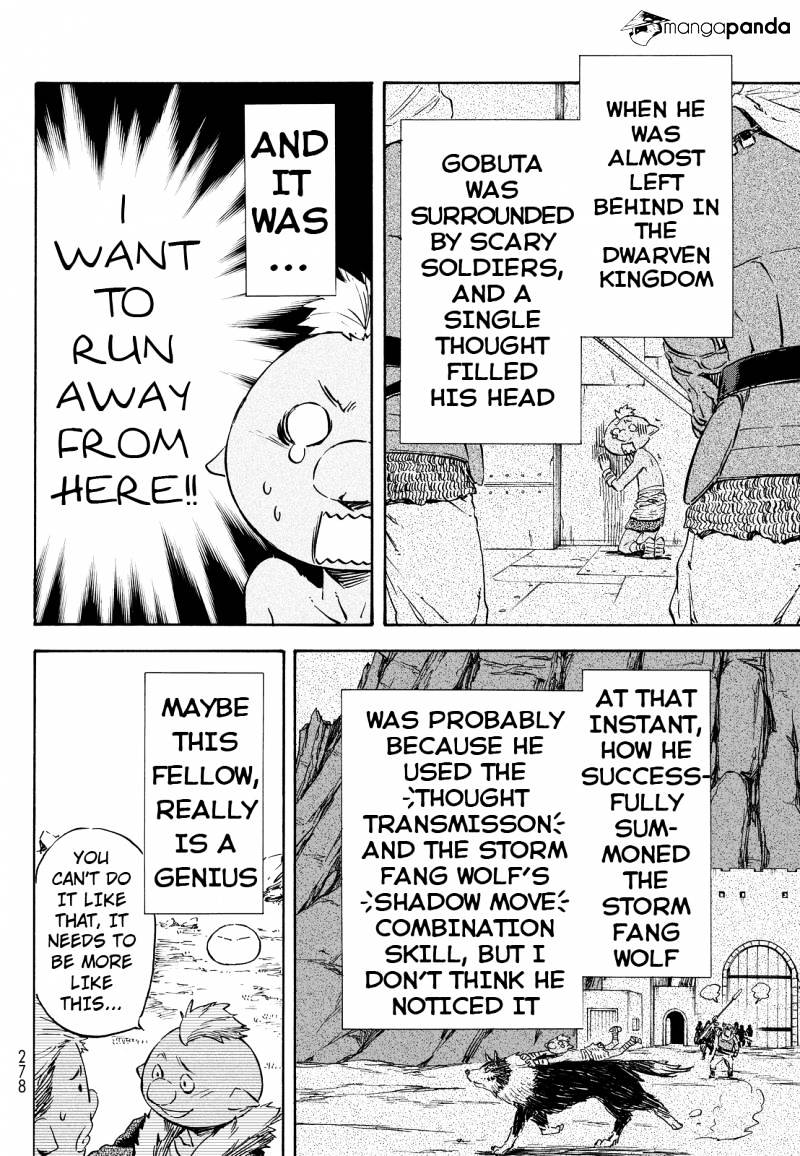 mangapanda
WHEN HE
WAS
ALMOST
LEFT
BEHIND IN
THE
DWARVEN
KINGDOM
GOBUTA
WAS
SURROUNDED
BY SCARY
SOLDIERS,
AND A
SINGLE
THOUGHT
FILLED
HIS HEAD
AND
IT
WAS
...
I
WANT
TO
RUN
AWAY
FROM
HERE!!
AT THAT
INSTANT,
HOW HE
SUCCESS-
FULLY
SUM-
MONED
THE
STORM
FANG
WOLF
WAS PROBABLY
BECAUSE HE
USED THE
THOUGHT
TRANSMISSON
AND THE STORM
FANG WOLF'S
SHADOW MOVE
COMBINATION
SKILL, BUT I
DON'T THINK HE
NOTICED IT
MAYBE
THIS
FELLOW,
REALLY
IS A
GENIUS
YOU
CAN'T DO
IT LIKE
THAT, IT
NEEDS TO
BE MORE
LIKE
THIS...
278